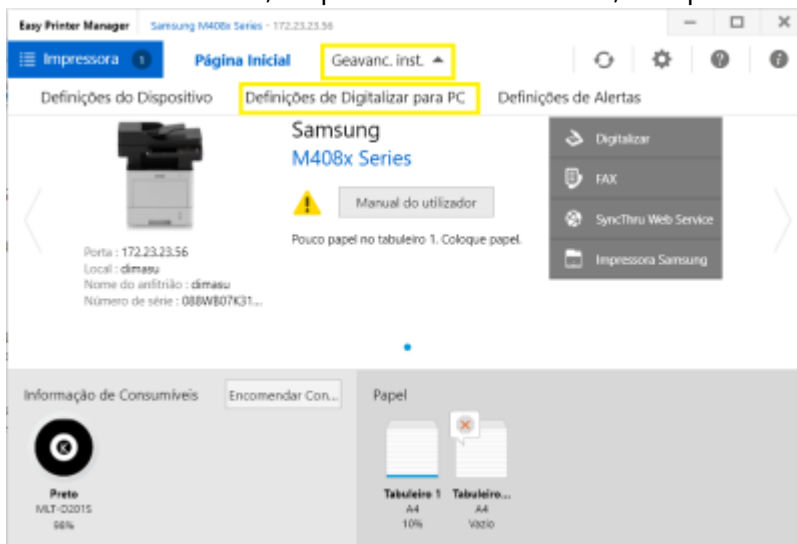 Easy Printer Manager Samsung M408x Series - 172.23.23.56
Impressora 1 Página Inicial Geavanc. inst.
Definições do Dispositivo Definições de Digitalizar para PC Definições de Alertas
Samsung
M408x Series
Manual do utilizador
Pouco papel no tabuleiro 1. Coloque papel.
Digitalizar
FAX
SyncThru Web Service
Impressora Samsung
Porta : 172.23.23.56
Local : dimasu
Nome do anfitrião : dimasu
Número de série : 088WB07K31...
Informação de Consumíveis Encomendar Con...
Papel
Preto
MLT-D201S
98%
Tabuleiro 1
A4
10%
Tabuleiro...
A4
Vazio